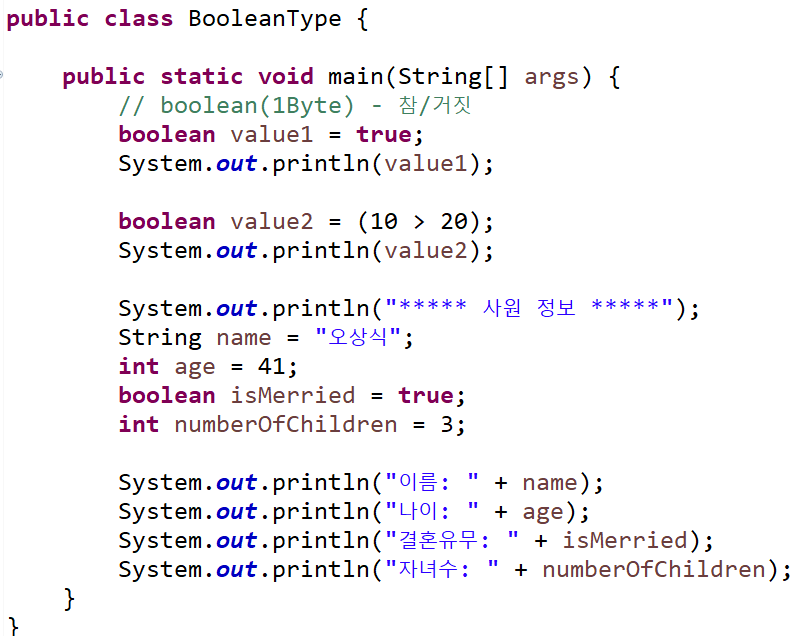 public class BooleanType {
public static void main(String[] args) {
// boolean(1Byte) - 참/거짓
boolean value1 = true;
System.out.println(value1);
boolean value2 = (10 > 20);
System.out.println(value2);
System.out.println("***** 사원 정보 *****");
String name = "오상식";
int age = 41;
boolean isMerried = true;
int numberOfChildren = 3;
System.out.println("이름: " + name);
System.out.println("나이: " + age);
System.out.println("결혼유무: " + isMerried);
System.out.println("자녀수: " + numberOfChildren);
}
}